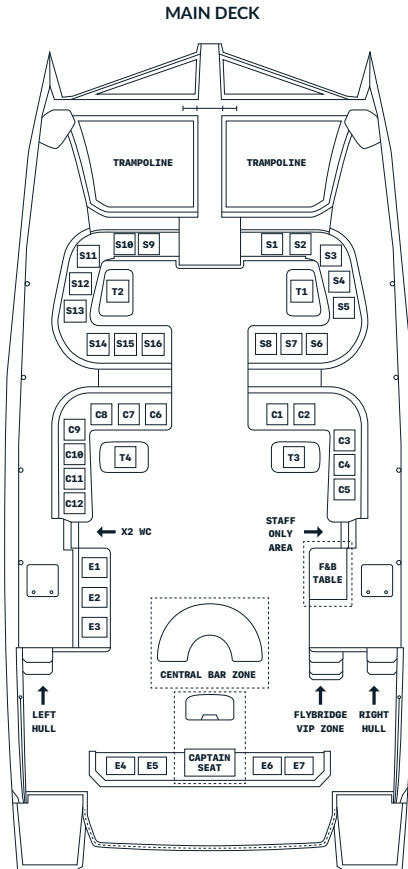 MAIN DECK
TRAMPOLINE TRAMPOLINE
S10 S9 S1 S2
S11 S3
S12 S4
T2 T1
S13 S5
S14 S15 S16 S8 S7 S6
C8 C7 C6 C1 C2
C9 C3
C10 C4
T4 T3
C11 C5
C12
X2 WC
STAFF
ONLY
AREA
E1
F&B
TABLE
E2
E3
CENTRAL BAR ZONE
LEFT
HULL
FLYBRIDGE
VIP ZONE
RIGHT
HULL
E4 E5
CAPTAIN
SEAT
E6 E7